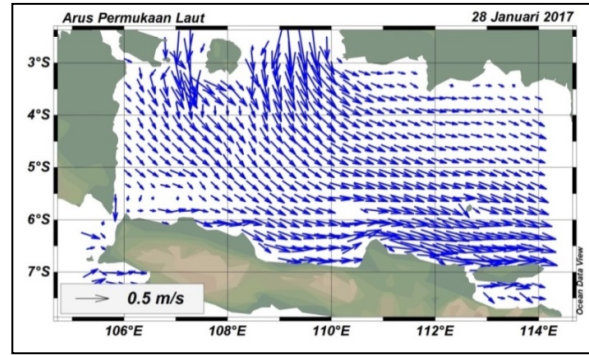 Arus Permukaan Laut 28 Januari 2017
3°S
4°S
5°S
6°S
7°S
0.5 m/s
106°E 108°E 110°E 112°E 114°E
Ocean Data View